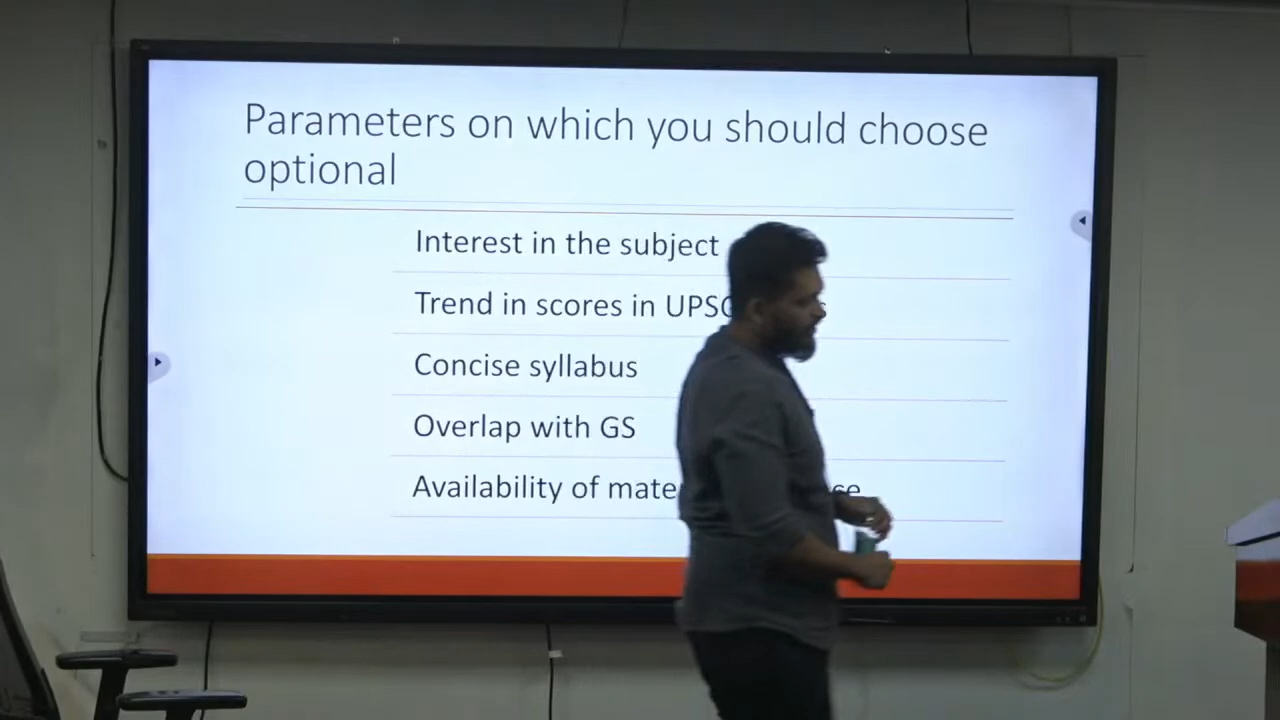 Parameters on which you should choose
optional
Interest in the subject
Trend in scores in UPSC
Concise syllabus
Overlap with GS
Availability of